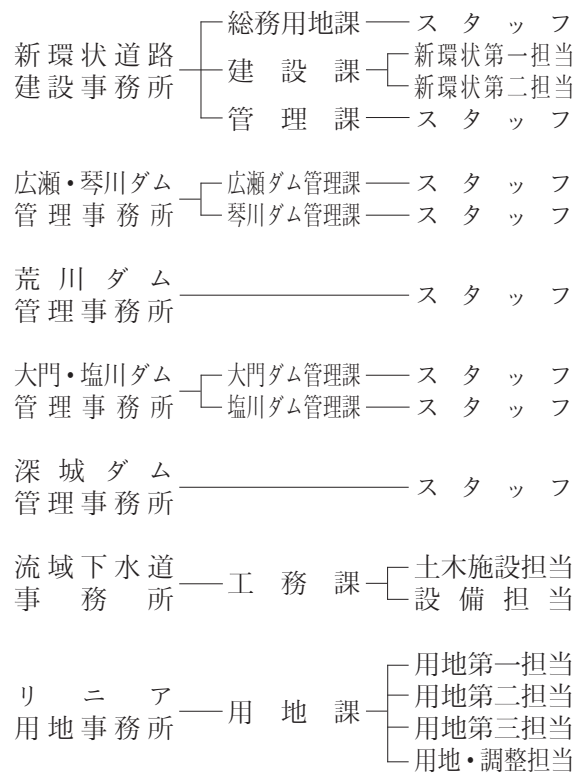 新環状道路建設事務所
総務用地課 スタッフ
建設課 新環状第一担当
新環状第二担当
管理課 スタッフ
広瀬・琴川ダム管理事務所
広瀬ダム管理課 スタッフ
琴川ダム管理課 スタッフ
荒川ダム管理事務所 スタッフ
大門・塩川ダム管理事務所
大門ダム管理課 スタッフ
塩川ダム管理課 スタッフ
深城ダム管理事務所 スタッフ
流域下水道事務所 工務課 土木施設担当
設備担当
リニア用地事務所 用地課 用地第一担当
用地第二担当
用地第三担当
用地・調整担当